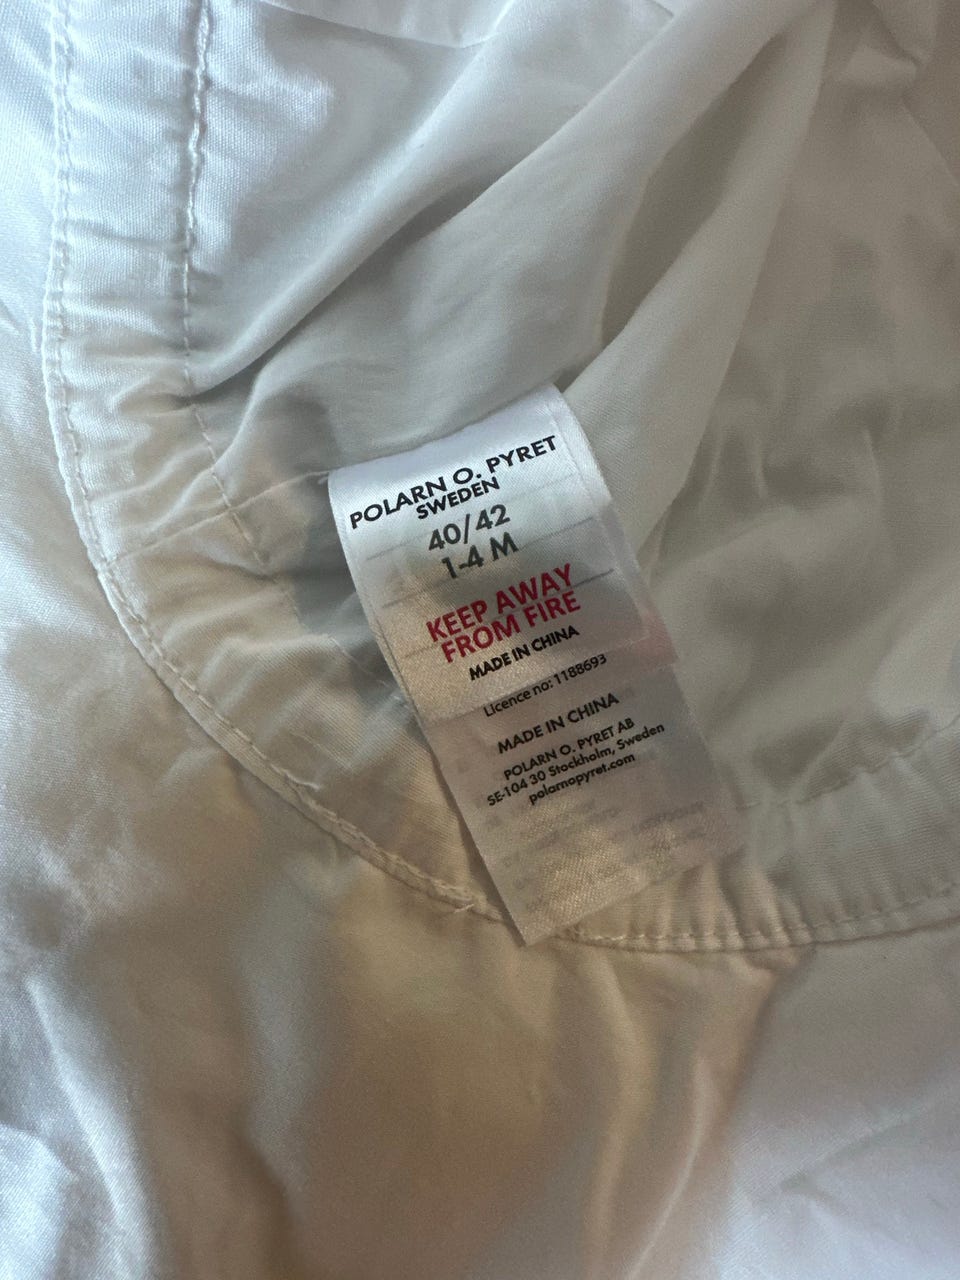 POLARN O. PYRET
SWEDEN
40/42
1-4 M
KEEP AWAY
FROM FIRE
MADE IN CHINA
Licence no: 1188693
MADE IN CHINA
POLARN O. PYRET AB
SE-104 30 Stockholm, Sweden
polarnopyret.com